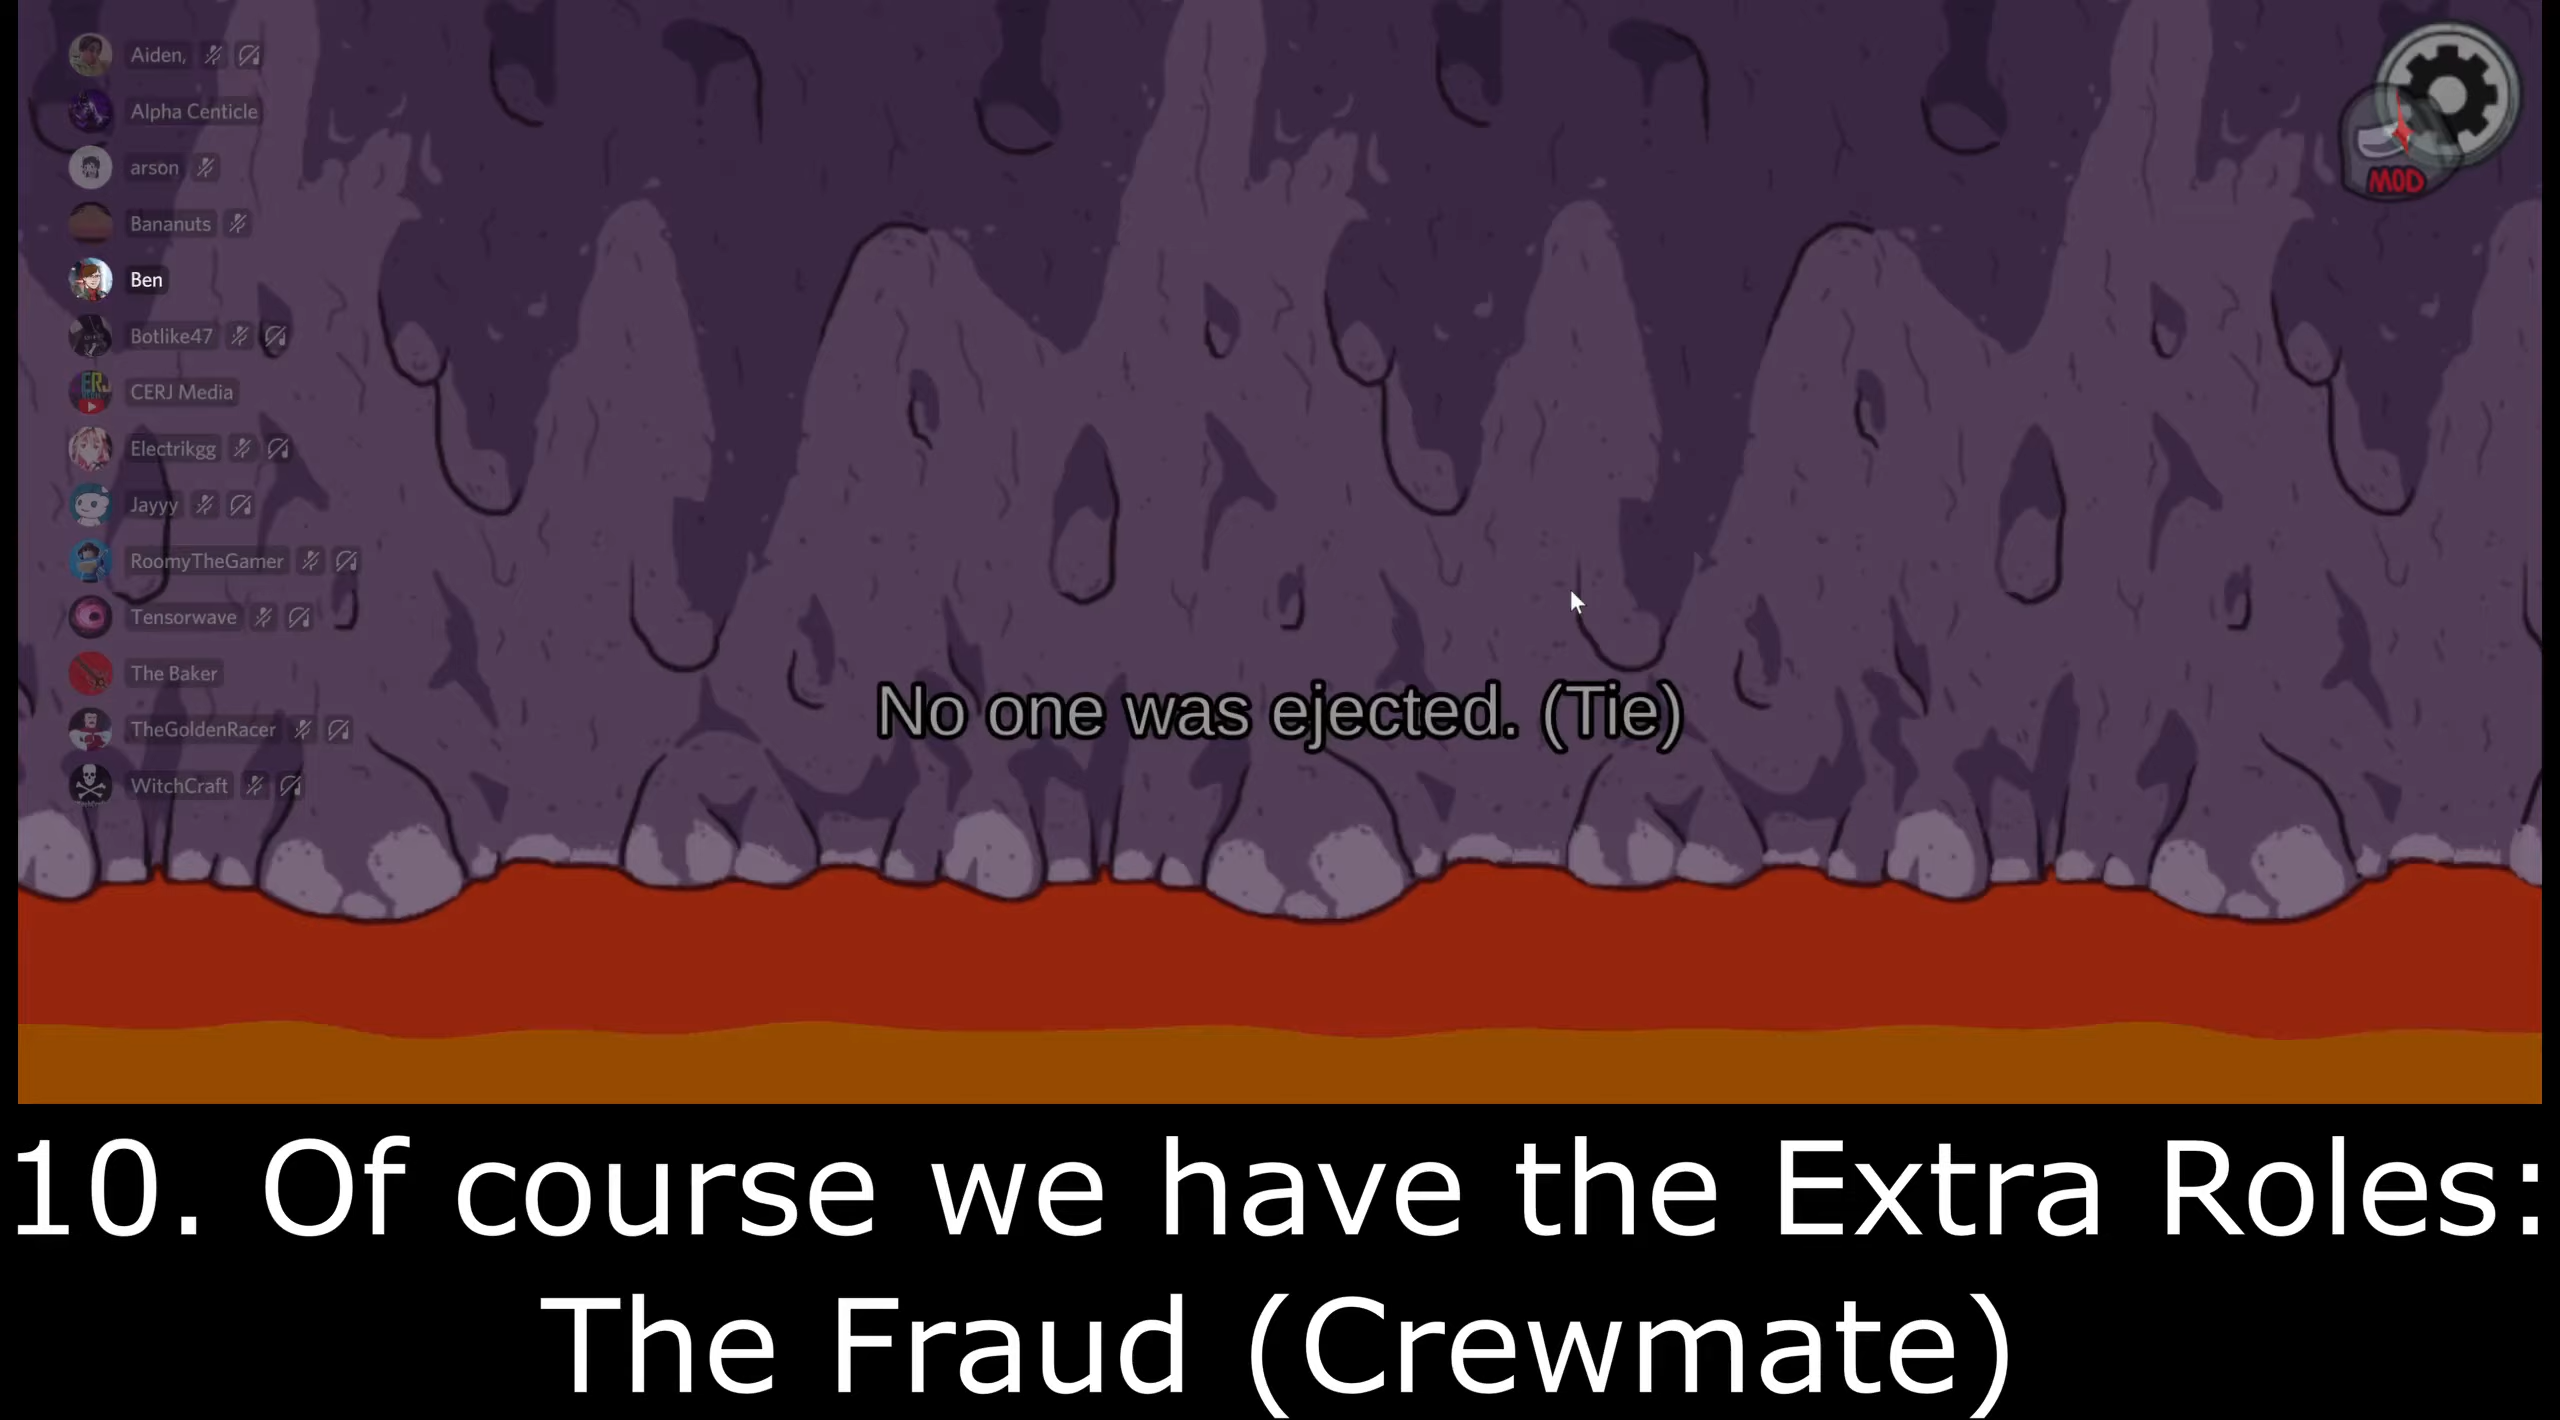 Aiden,
Alpha Centicle
arson
Bananuts
Ben
Botlike47
CERJ Media
Electrikgg
Jayyy
RoomyTheGamer
Tensorwave
The Baker
TheGoldenRacer
WitchCraft
MOD
No one was ejected. (Tie)
10. Of course we have the Extra Roles:
The Fraud (Crewmate)